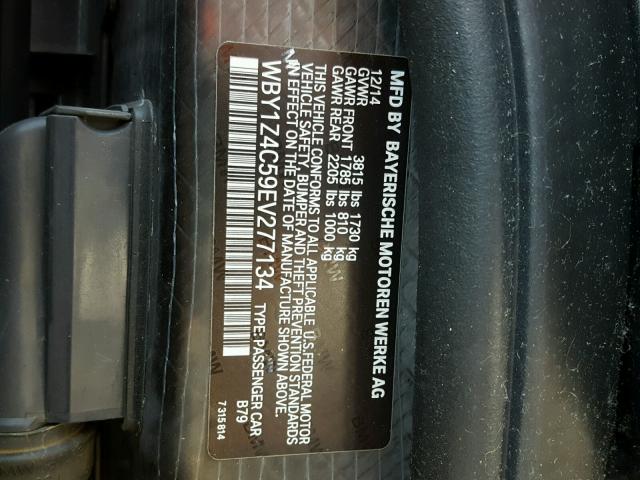 MFD BY BAYERISCHE MOTOREN WERKE AG
12/14
GVWR 3815 lbs 1730 kg
GAWR FRONT 1785 lbs 810 kg
GAWR REAR 2205 lbs 1000 kg
THIS VEHICLE CONFORMS TO ALL APPLICABLE U.S.FEDERAL MOTOR
VEHICLE SAFETY, BUMPER AND THEFT PREVENTION STANDARDS
IN EFFECT ON THE DATE OF MANUFACTURE SHOWN ABOVE.
WBY1Z4C59EV277134 TYPE: PASSENGER CAR
B79
7315814